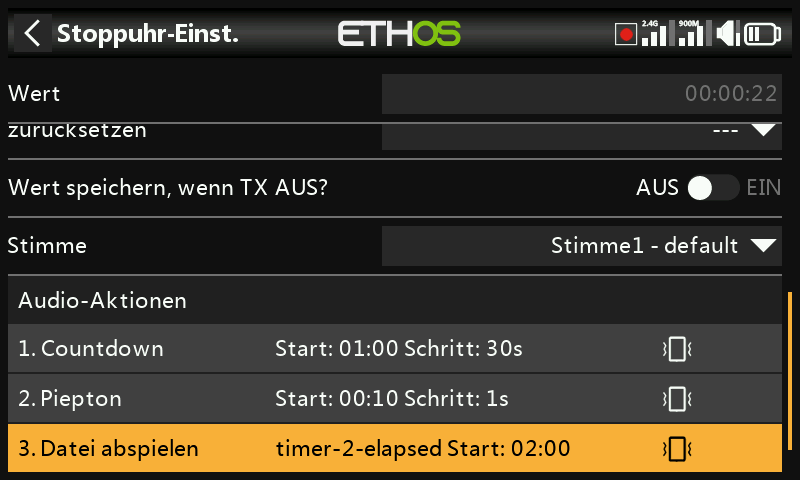 Stoppuhr-Einst.
ETHOS
2.4G
900M
Wert
00:00:22
zurücksetzen
---
Wert speichern, wenn TX AUS?
AUS
EIN
Stimme
Stimme1 - default
Audio-Aktionen
1. Countdown Start: 01:00 Schritt: 30s
2. Piepton Start: 00:10 Schritt: 1s
3. Datei abspielen timer-2-elapsed Start: 02:00